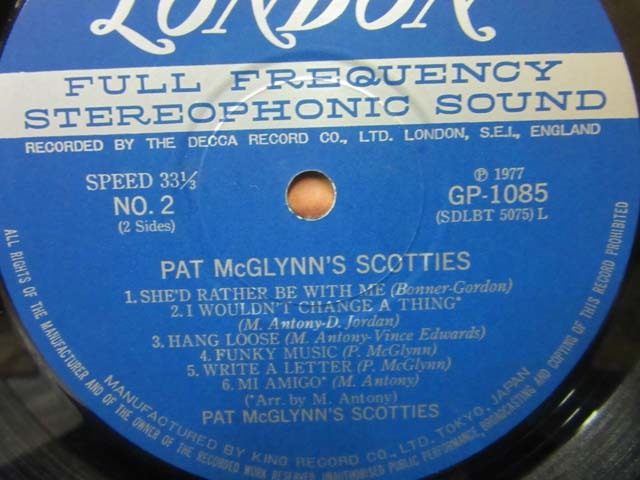 LONDON
FULL FREQUENCY
STEREOPHONIC SOUND
RECORDED BY THE DECCA RECORD CO., LTD. LONDON, S.E.I., ENGLAND
SPEED 33⅓
NO. 2
(2 Sides)
℗ 1977
GP-1085
(SDLBT 5075) L
PAT McGLYNN'S SCOTTIES
1. SHE'D RATHER BE WITH ME (Bonner-Gordon)
2. I WOULDN'T CHANGE A THING*
(M. Antony-D. Jordan)
3. HANG LOOSE (M. Antony-Vince Edwards)
4. FUNKY MUSIC (P. McGlynn)
5. WRITE A LETTER (P. McGlynn)
6. MI AMIGO* (M. Antony)
(*Arr. by M. Antony)
PAT McGLYNN'S SCOTTIES
MANUFACTURED BY KING RECORD CO., LTD. TOKYO, JAPAN
ALL RIGHTS OF THE MANUFACTURER AND OF THE OWNER OF THE RECORDED WORK RESERVED. UNAUTHORISED PUBLIC PERFORMANCE, BROADCASTING AND COPYING OF THIS RECORD PROHIBITED